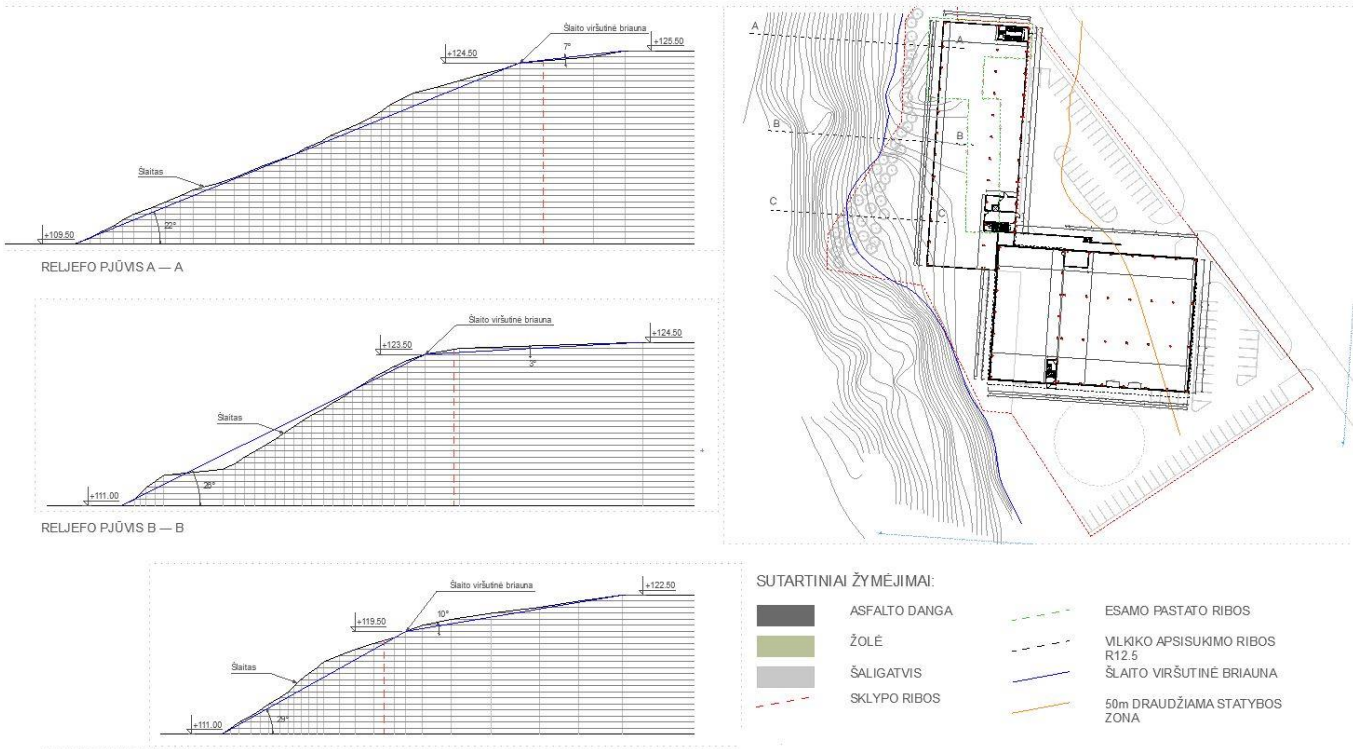 Šlaito viršutinė briauna
+124.50
7°
+125.50
Šlaitas
22°
+109.50
RELJEFO PJŪVIS A — A
Šlaito viršutinė briauna
+123.50
+124.50
3°
Šlaitas
26°
+111.00
RELJEFO PJŪVIS B — B
Šlaito viršutinė briauna
+119.50
10°
+122.50
Šlaitas
29°
+111.00
A
A
B
B
C
C
SUTARTINIAI ŽYMĖJIMAI:
ASFALTO DANGA
ŽOLĖ
ŠALIGATVIS
SKLYPO RIBOS
ESAMO PASTATO RIBOS
VILKIKO APSISUKIMO RIBOS
R12.5
ŠLAITO VIRŠUTINĖ BRIAUNA
50m DRAUDŽIAMA STATYBOS
ZONA